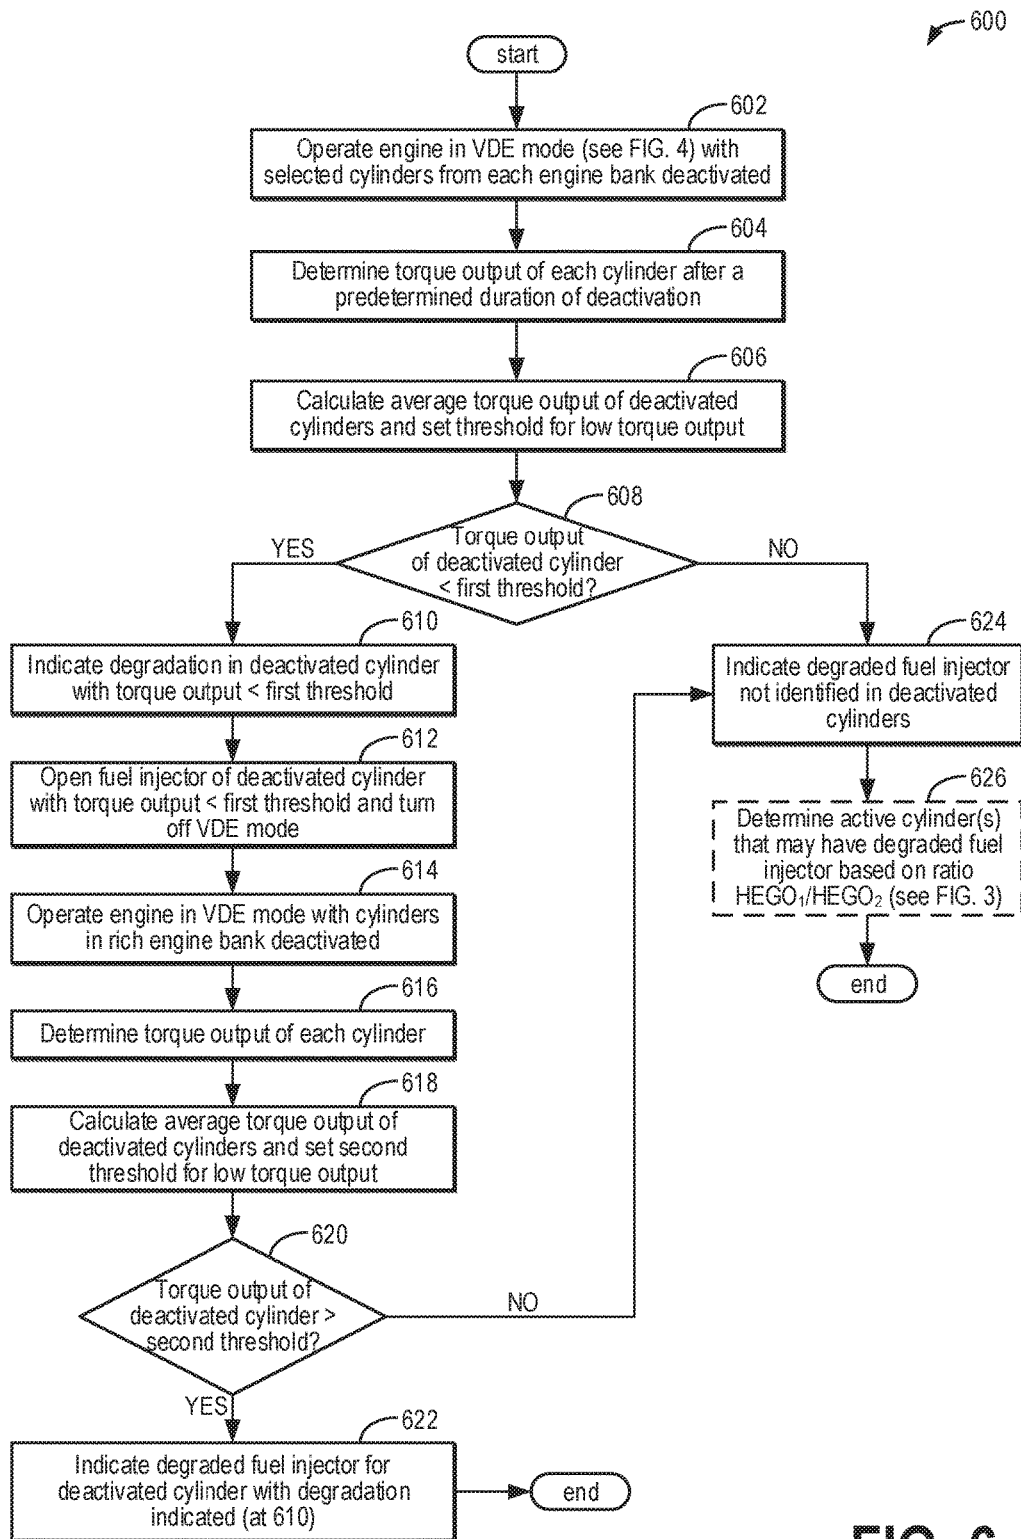 600
start
602
Operate engine in VDE mode (see FIG. 4) with
selected cylinders from each engine bank deactivated
604
Determine torque output of each cylinder after a
predetermined duration of deactivation
606
Calculate average torque output of deactivated
cylinders and set threshold for low torque output
608
Torque output
of deactivated cylinder
< first threshold?
YES
NO
610
Indicate degradation in deactivated cylinder
with torque output < first threshold
624
Indicate degraded fuel injector
not identified in deactivated
cylinders
612
Open fuel injector of deactivated cylinder
with torque output < first threshold and turn
off VDE mode
626
Determine active cylinder(s)
that may have degraded fuel
injector based on ratio
HEGO₁/HEGO₂ (see FIG. 3)
end
614
Operate engine in VDE mode with cylinders
in rich engine bank deactivated
616
Determine torque output of each cylinder
618
Calculate average torque output of
deactivated cylinders and set second
threshold for low torque output
620
Torque output of
deactivated cylinder >
second threshold?
NO
YES
622
Indicate degraded fuel injector for
deactivated cylinder with degradation
indicated (at 610)
end
FIG. 6